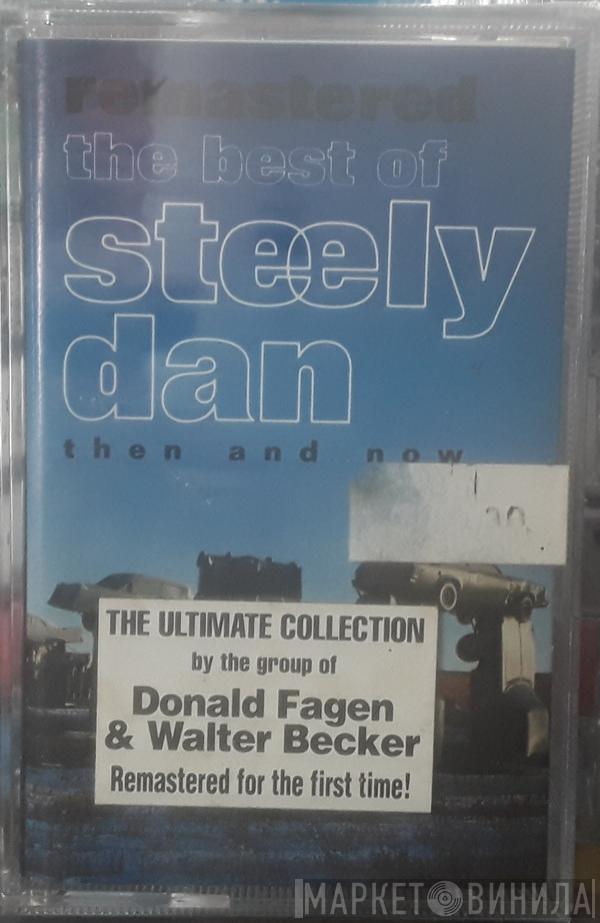 remastered
the best of
steely
dan
then and now
THE ULTIMATE COLLECTION
by the group of
Donald Fagen
& Walter Becker
Remastered for the first time!
МАРКЕТ ВИНИЛА